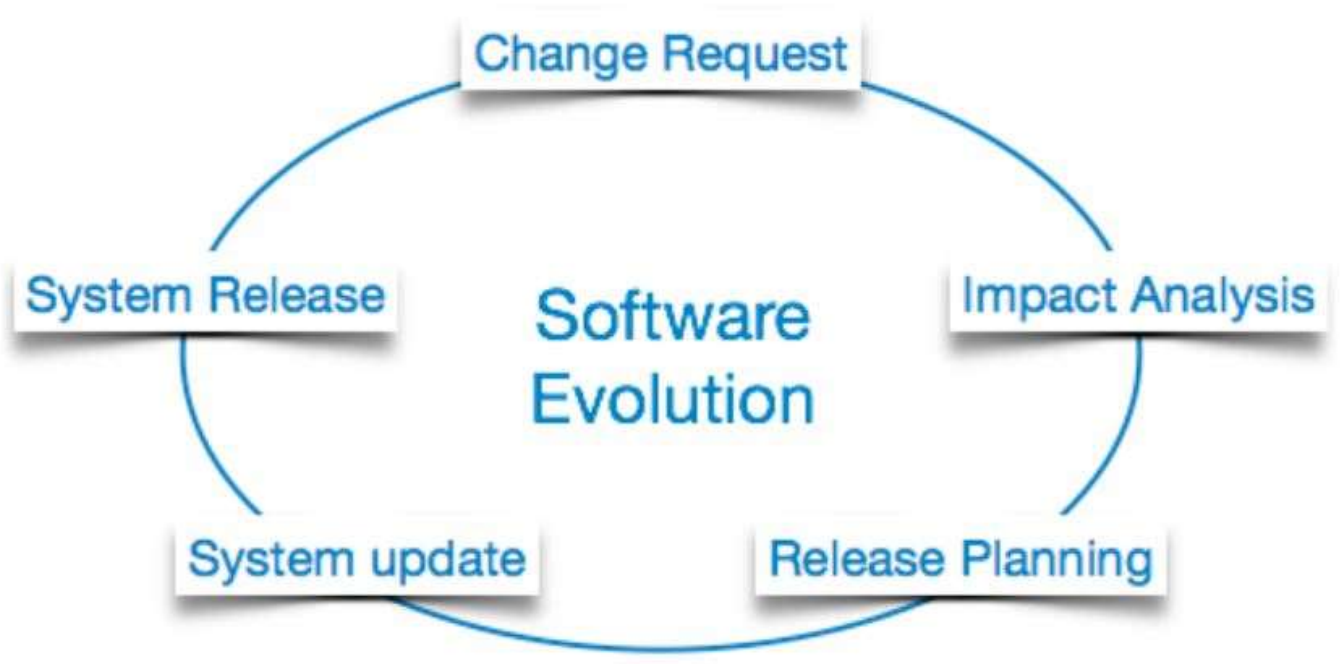 Change Request
System Release
Impact Analysis
Software
Evolution
System update
Release Planning